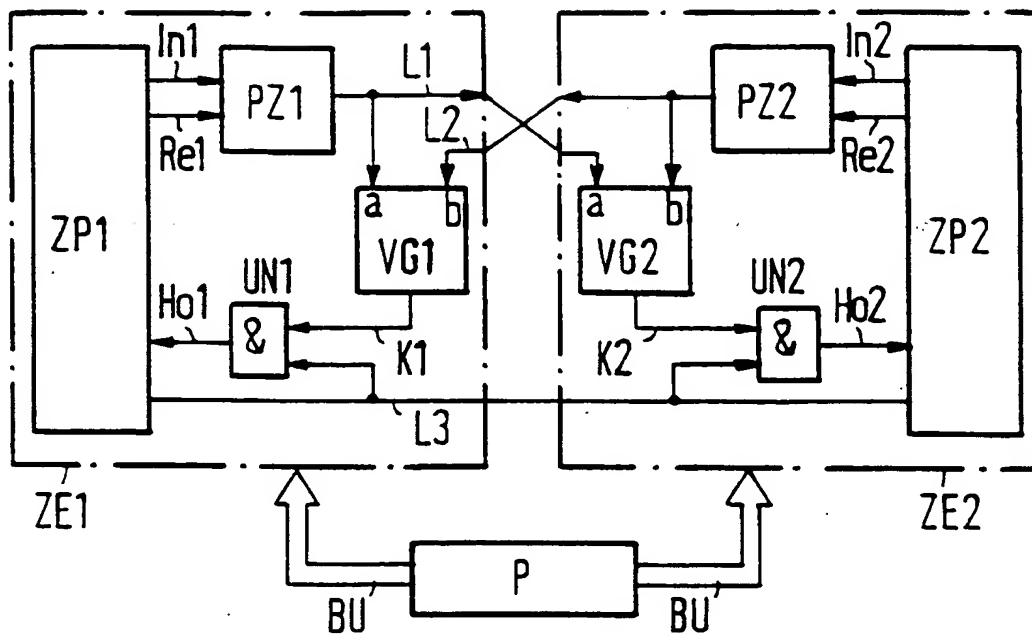 In1
Re1
PZ1
L1
L2
a
b
VG1
ZP1
UN1
&
Ho1
K1
L3
ZE1
In2
Re2
PZ2
a
b
VG2
ZP2
UN2
&
Ho2
K2
ZE2
P
BU
BU